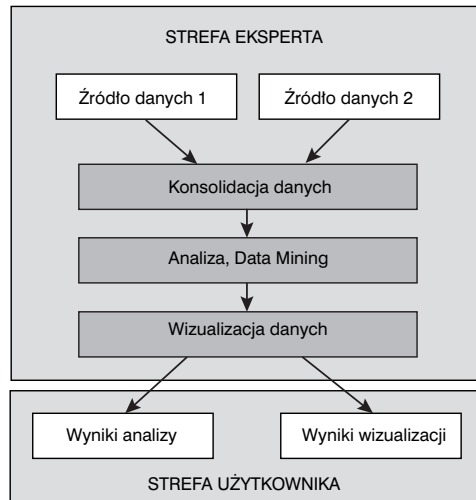 STREFA EKSPERTA
Źródło danych 1
Źródło danych 2
Konsolidacja danych
Analiza, Data Mining
Wizualizacja danych
Wyniki analizy
Wyniki wizualizacji
STREFA UŻYTKOWNIKA